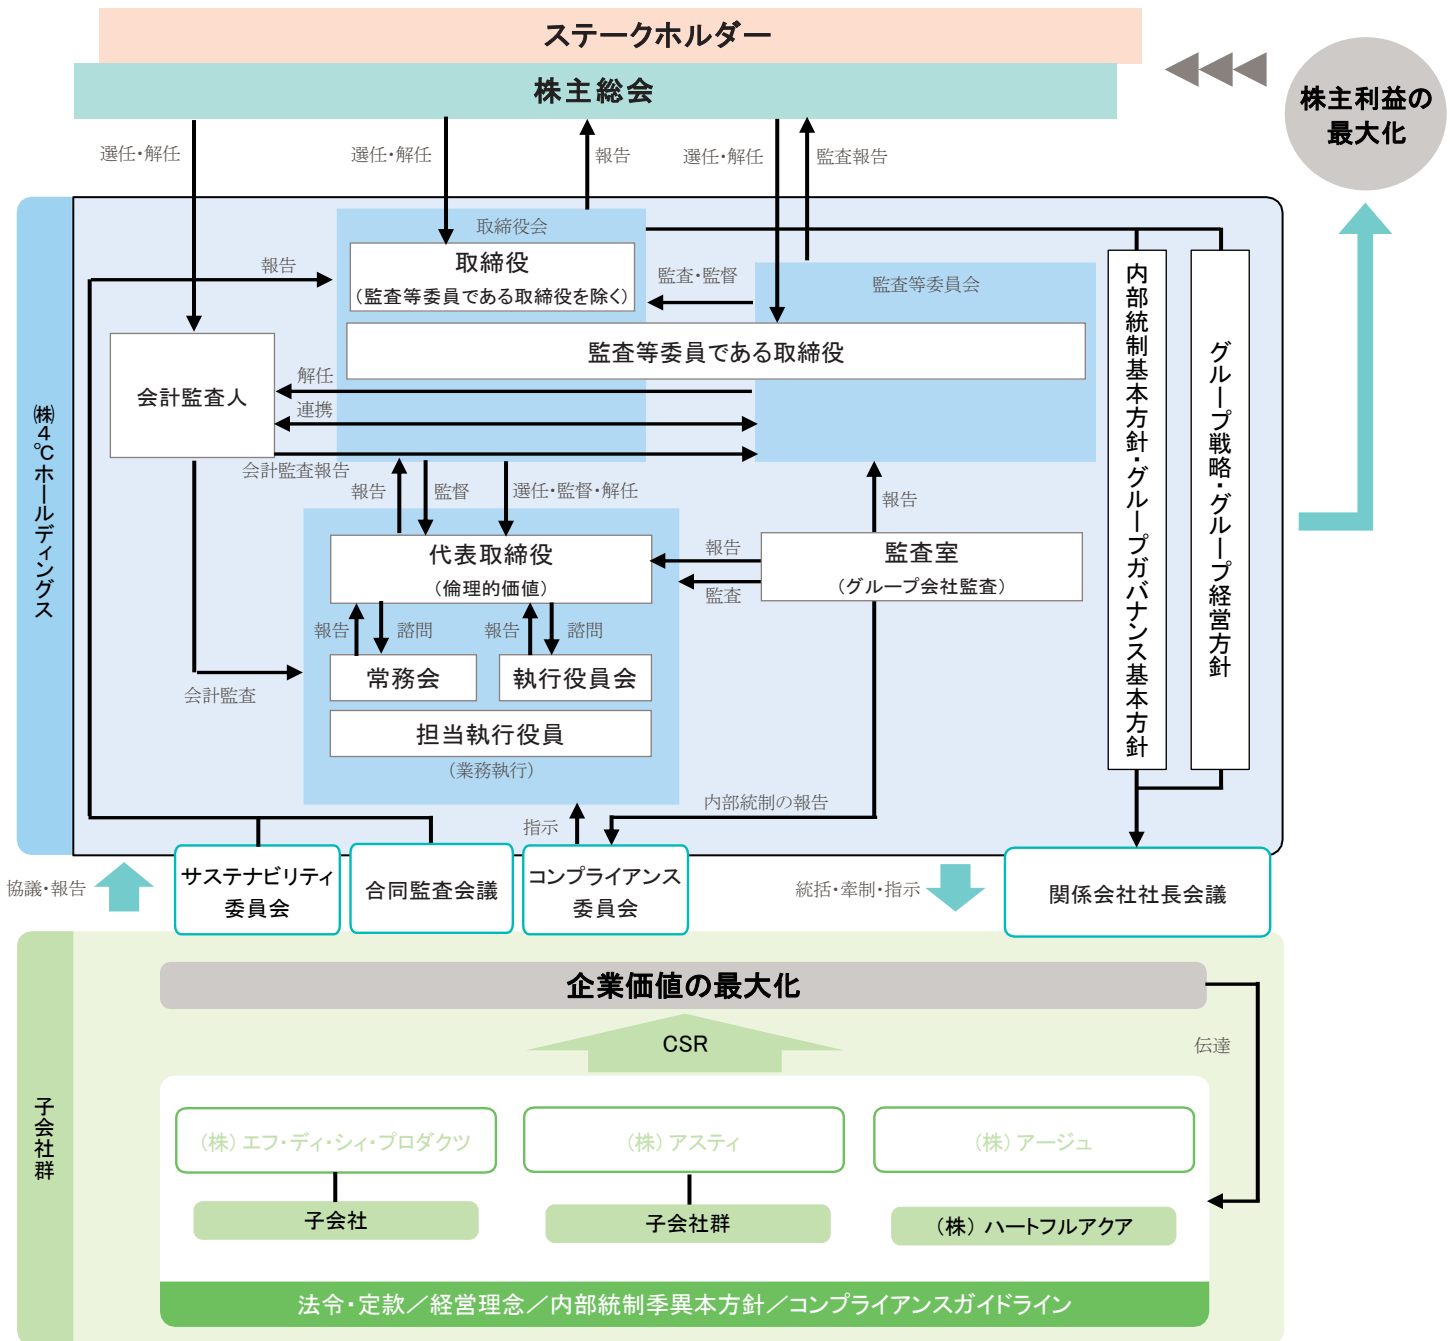 ステークホルダー
株主総会
株主利益の
最大化
選任・解任
選任・解任
報告
選任・解任
監査報告
㈱4℃ホールディングス
取締役会
取締役
(監査等委員である取締役を除く)
報告
監査・監督
監査等委員会
監査等委員である取締役
会計監査人
解任
連携
会計監査報告
報告
監督
選任・監督・解任
報告
内部統制基本方針・グループガバナンス基本方針
グループ戦略・グループ経営方針
代表取締役
(倫理的価値)
報告
監査
監査室
(グループ会社監査)
報告
諮問
報告
諮問
常務会
執行役員会
会計監査
担当執行役員
(業務執行)
内部統制の報告
指示
協議・報告
サステナビリティ
委員会
合同監査会議
コンプライアンス
委員会
統括・牽制・指示
関係会社社長会議
子会社群
企業価値の最大化
CSR
伝達
(株) エフ・ディ・シィ・プロダクツ
(株) アスティ
(株) アージュ
子会社
子会社群
(株) ハートフルアクア
法令・定款／経営理念／内部統制季異本方針／コンプライアンスガイドライン